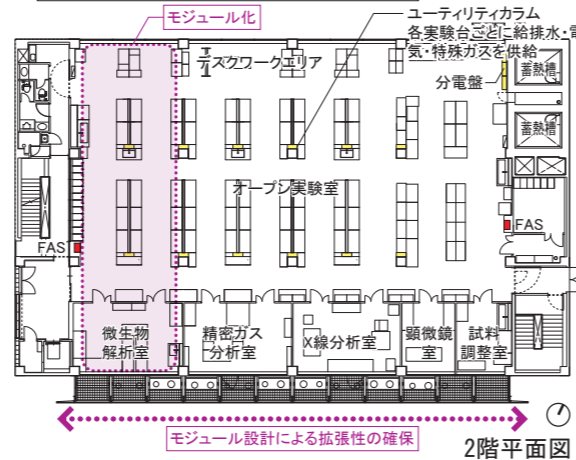 モジュール化
ユーティリティカラム
各実験台ごとに給排水・電
気・特殊ガスを供給
デスクワークエリア
分電盤
蓄熱槽
蓄熱槽
オープン実験室
FAS
FAS
微生物
解析室
精密ガス
分析室
X線分析室
顕微鏡
室
試料
調整室
モジュール設計による拡張性の確保
2階平面図